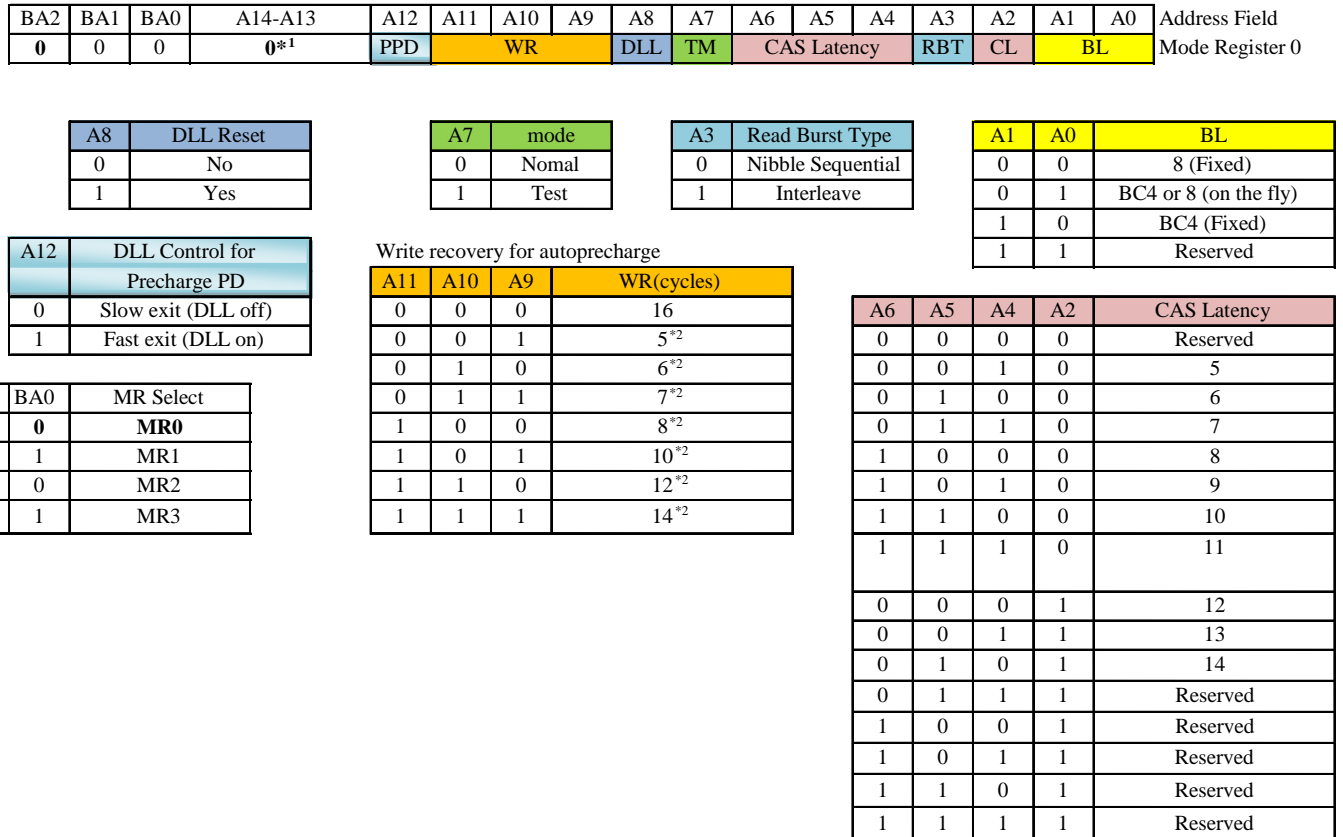 BA2 BA1 BA0 A14-A13 A12 A11 A10 A9 A8 A7 A6 A5 A4 A3 A2 A1 A0 Address Field
0 0 0 0*1 PPD WR DLL TM CAS Latency RBT CL BL Mode Register 0
A8 DLL Reset
0 No
1 Yes
A7 mode
0 Nomal
1 Test
A3 Read Burst Type
0 Nibble Sequential
1 Interleave
A1 A0 BL
0 0 8 (Fixed)
0 1 BC4 or 8 (on the fly)
1 0 BC4 (Fixed)
1 1 Reserved
A12 DLL Control for
Precharge PD
0 Slow exit (DLL off)
1 Fast exit (DLL on)
BA0 MR Select
0 MR0
1 MR1
0 MR2
1 MR3
Write recovery for autoprecharge
A11 A10 A9 WR(cycles)
0 0 0 16
0 0 1 5*2
0 1 0 6*2
0 1 1 7*2
1 0 0 8*2
1 0 1 10*2
1 1 0 12*2
1 1 1 14*2
A6 A5 A4 A2 CAS Latency
0 0 0 0 Reserved
0 0 1 0 5
0 1 0 0 6
0 1 1 0 7
1 0 0 0 8
1 0 1 0 9
1 1 0 0 10
1 1 1 0 11
0 0 0 1 12
0 0 1 1 13
0 1 0 1 14
0 1 1 1 Reserved
1 0 0 1 Reserved
1 0 1 1 Reserved
1 1 0 1 Reserved
1 1 1 1 Reserved